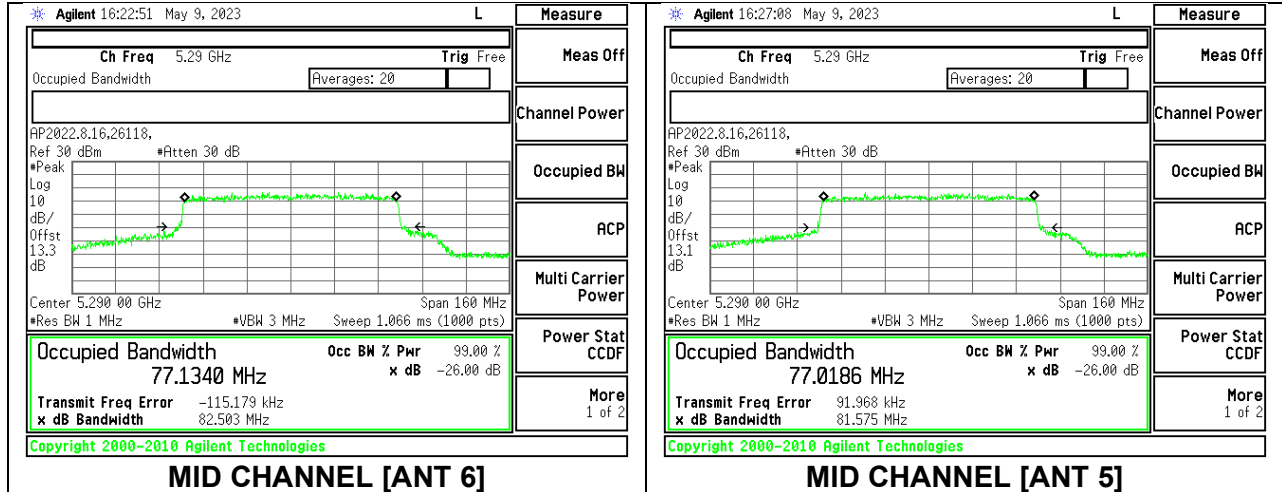 Agilent 16:22:51 May 9, 2023 L Measure
Ch Freq 5.29 GHz Trig Free
Meas Off
Occupied Bandwidth Averages: 20
Channel Power
AP2022.8.16,26118,
Ref 30 dBm #Atten 30 dB
#Peak
Log
10
dB/
Offst
13.3
dB
Occupied BW
ACP
Multi Carrier
Power
Center 5.290 00 GHz Span 160 MHz
#Res BW 1 MHz #VBW 3 MHz Sweep 1.066 ms (1000 pts)
Power Stat
CCDF
Occupied Bandwidth Occ BW % Pwr 99.00 %
77.1340 MHz x dB -26.00 dB
Transmit Freq Error -115.179 kHz
x dB Bandwidth 82.503 MHz
More
1 of 2
Copyright 2000-2010 Agilent Technologies
MID CHANNEL [ANT 6]
Agilent 16:27:08 May 9, 2023 L Measure
Ch Freq 5.29 GHz Trig Free
Meas Off
Occupied Bandwidth Averages: 20
Channel Power
AP2022.8.16,26118,
Ref 30 dBm #Atten 30 dB
#Peak
Log
10
dB/
Offst
13.1
dB
Occupied BW
ACP
Multi Carrier
Power
Center 5.290 00 GHz Span 160 MHz
#Res BW 1 MHz #VBW 3 MHz Sweep 1.066 ms (1000 pts)
Power Stat
CCDF
Occupied Bandwidth Occ BW % Pwr 99.00 %
77.0186 MHz x dB -26.00 dB
Transmit Freq Error 91.968 kHz
x dB Bandwidth 81.575 MHz
More
1 of 2
Copyright 2000-2010 Agilent Technologies
MID CHANNEL [ANT 5]